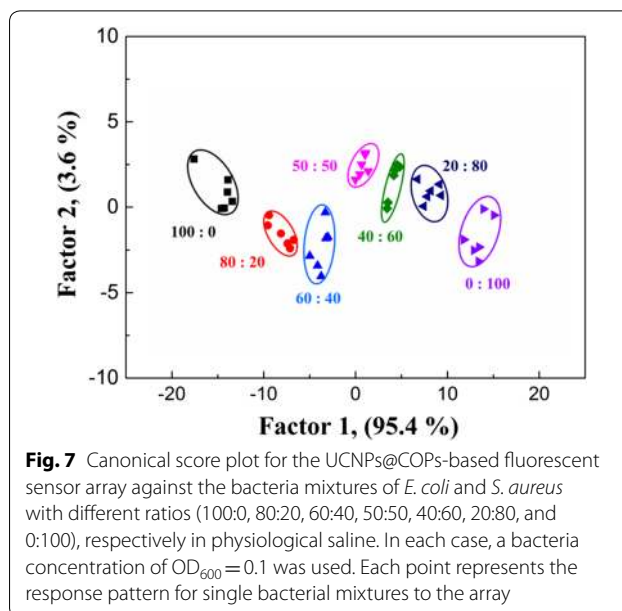 10
5
0
-5
-10
Factor 2, (3.6 %)
50 : 50
20 : 80
100 : 0
40 : 60
80 : 20
0 : 100
60 : 40
-20 -10 0 10 20
Factor 1, (95.4 %)
Fig. 7 Canonical score plot for the UCNPs@COPs-based fluorescent
sensor array against the bacteria mixtures of E. coli and S. aureus
with different ratios (100:0, 80:20, 60:40, 50:50, 40:60, 20:80, and
0:100), respectively in physiological saline. In each case, a bacteria
concentration of OD600 = 0.1 was used. Each point represents the
response pattern for single bacterial mixtures to the array